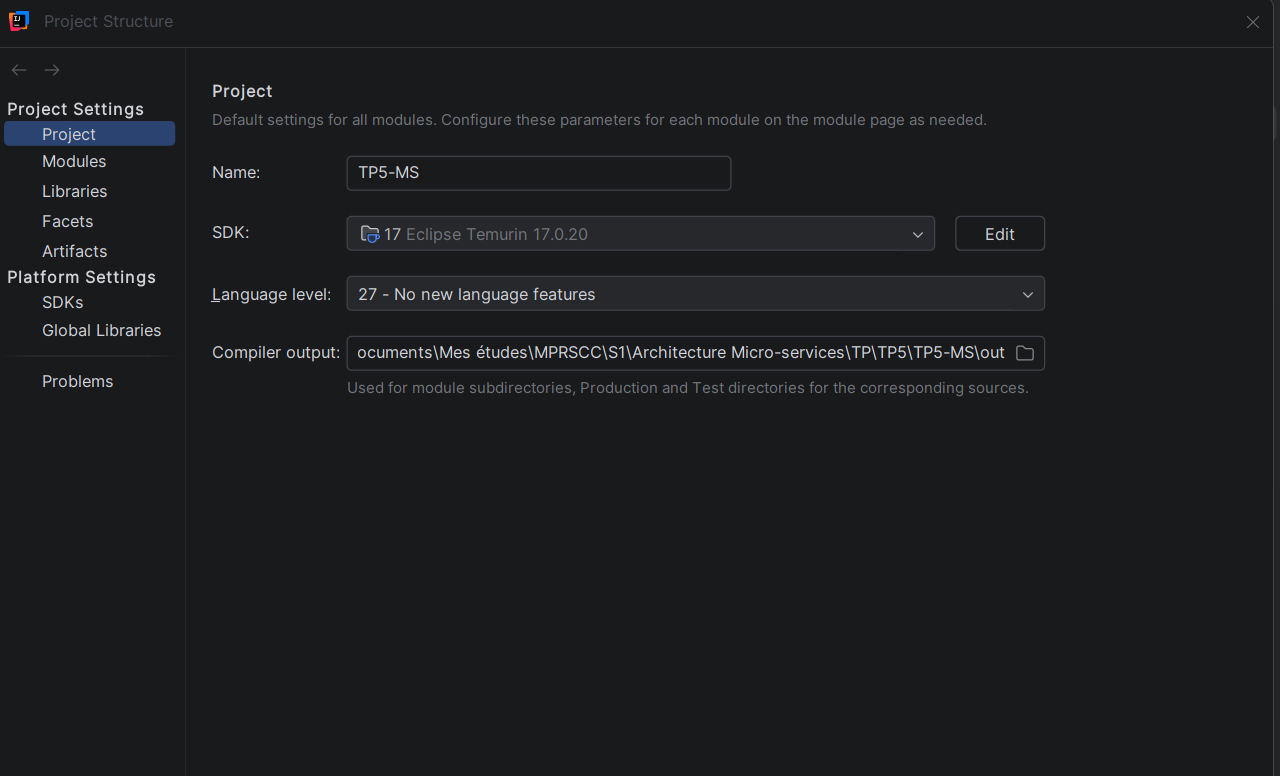 Project Structure
Project Settings
Project
Modules
Libraries
Facets
Artifacts
Platform Settings
SDKs
Global Libraries
Problems
Project
Default settings for all modules. Configure these parameters for each module on the module page as needed.
Name: TP5-MS
SDK: 17 Eclipse Temurin 17.0.20 Edit
Language level: 27 - No new language features
Compiler output: ocuments\Mes études\MPRSCC\S1\Architecture Micro-services\TP\TP5\TP5-MS\out
Used for module subdirectories, Production and Test directories for the corresponding sources.